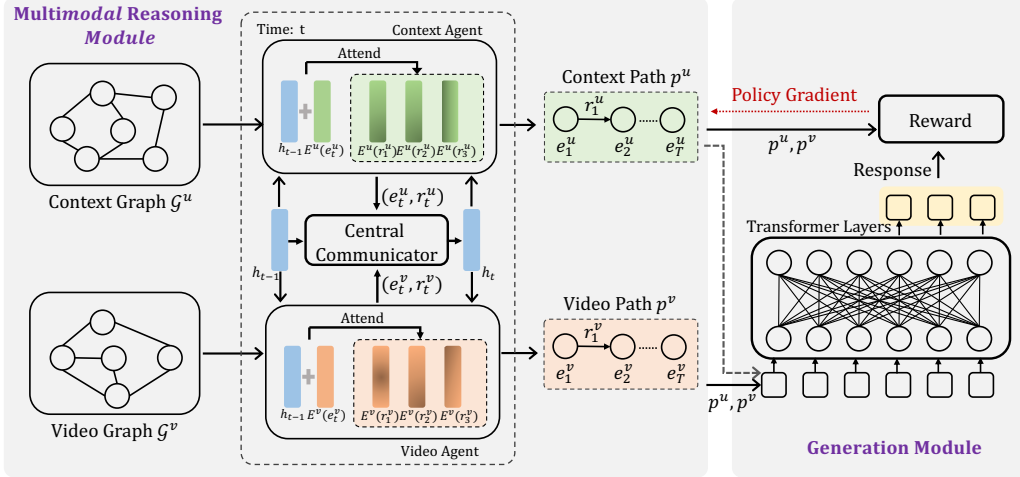 Multimodal Reasoning
Module
Time: t
Context Agent
Attend
h_{t-1} E^u(e_t^u)
E^u(r_1^u) E^u(r_2^u) E^u(r_3^u)
Context Graph 𝒢^u
(e_t^u, r_t^u)
Central
Communicator
h_{t-1}
h_t
(e_t^v, r_t^v)
Attend
h_{t-1} E^v(e_t^v)
E^v(r_1^v) E^v(r_2^v) E^v(r_3^v)
Video Agent
Video Graph 𝒢^v
Context Path p^u
r_1^u
......
e_1^u
e_2^u
e_T^u
Video Path p^v
r_1^v
......
e_1^v
e_2^v
e_T^v
Policy Gradient
p^u, p^v
Reward
Response
Transformer Layers
p^u, p^v
Generation Module